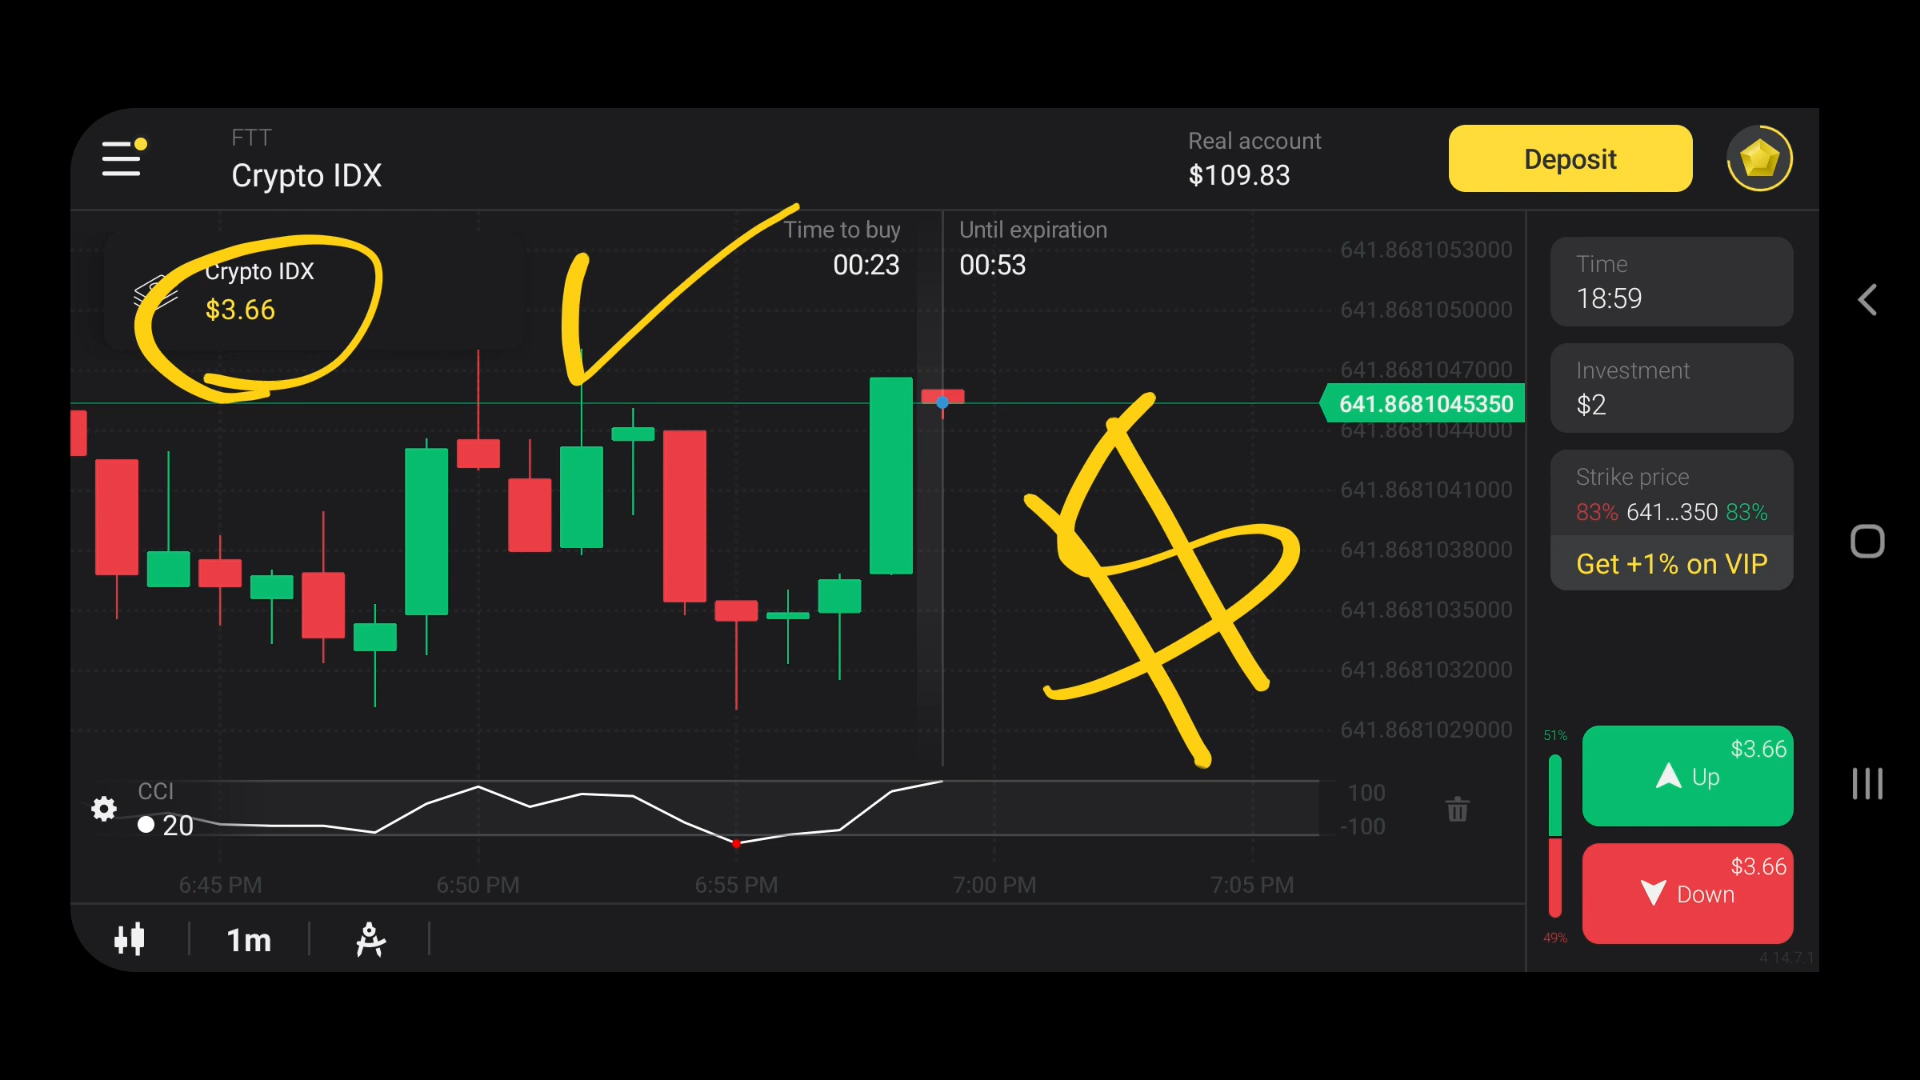 FTT
Crypto IDX
Real account
$109.83
Deposit
Crypto IDX
$3.66
Time to buy
00:23
Until expiration
00:53
641.8681053000
641.8681050000
641.8681047000
641.8681045350
641.8681044000
641.8681041000
641.8681038000
641.8681035000
641.8681032000
641.8681029000
Time
18:59
Investment
$2
Strike price
83% 641...350 83%
Get +1% on VIP
51%
$3.66
Up
$3.66
Down
49%
4.14.7.1
CCI
20
100
-100
6:45 PM
6:50 PM
6:55 PM
7:00 PM
7:05 PM
1m
$